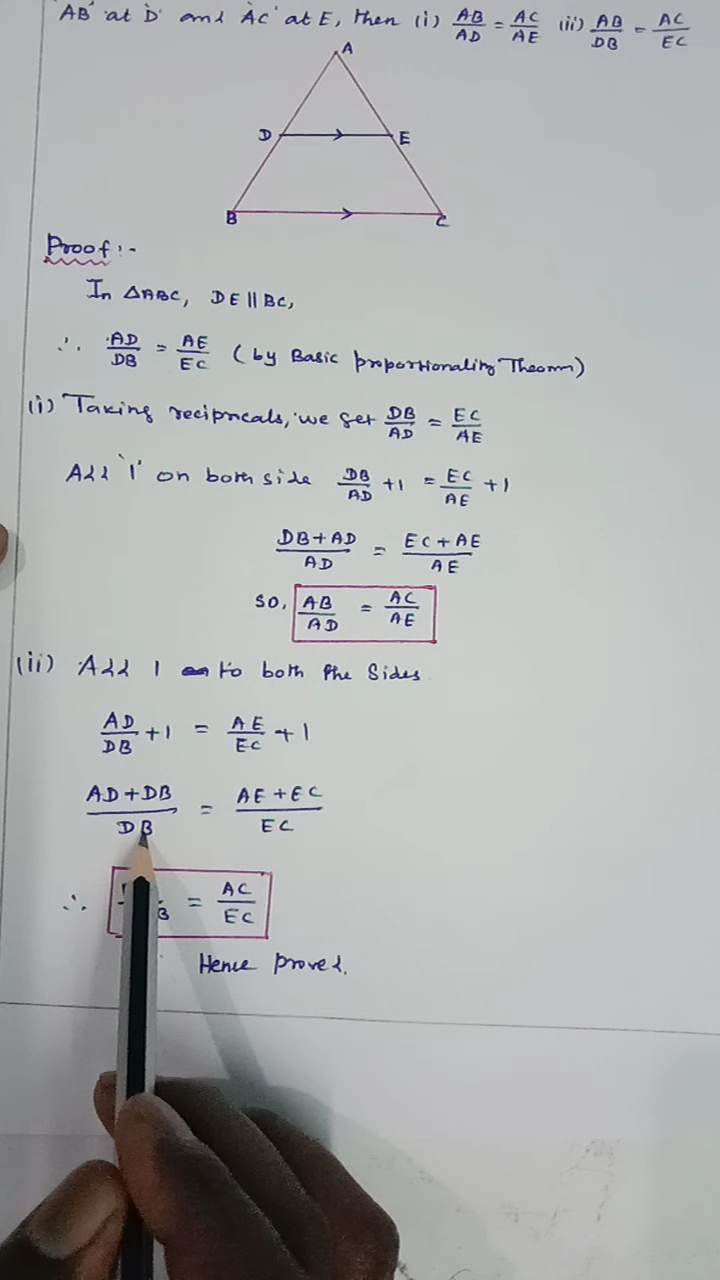 'AB' at 'D' and 'AC' at E, then (i) AB/AD = AC/AE (ii) AB/DB = AC/EC
A
D E
B C
Proof :-
In △ABC, DE || BC,
∴ AD/DB = AE/EC (by Basic proportionality Theorem)
(i) Taking reciprocals, we get DB/AD = EC/AE
Add '1' on both side DB/AD + 1 = EC/AE + 1
DB + AD/AD = EC + AE/AE
So, AB/AD = AC/AE
(ii) Add 1 to both the Sides
AD/DB + 1 = AE/EC + 1
AD + DB/DB = AE + EC/EC
∴ B = AC/EC
Hence proved.